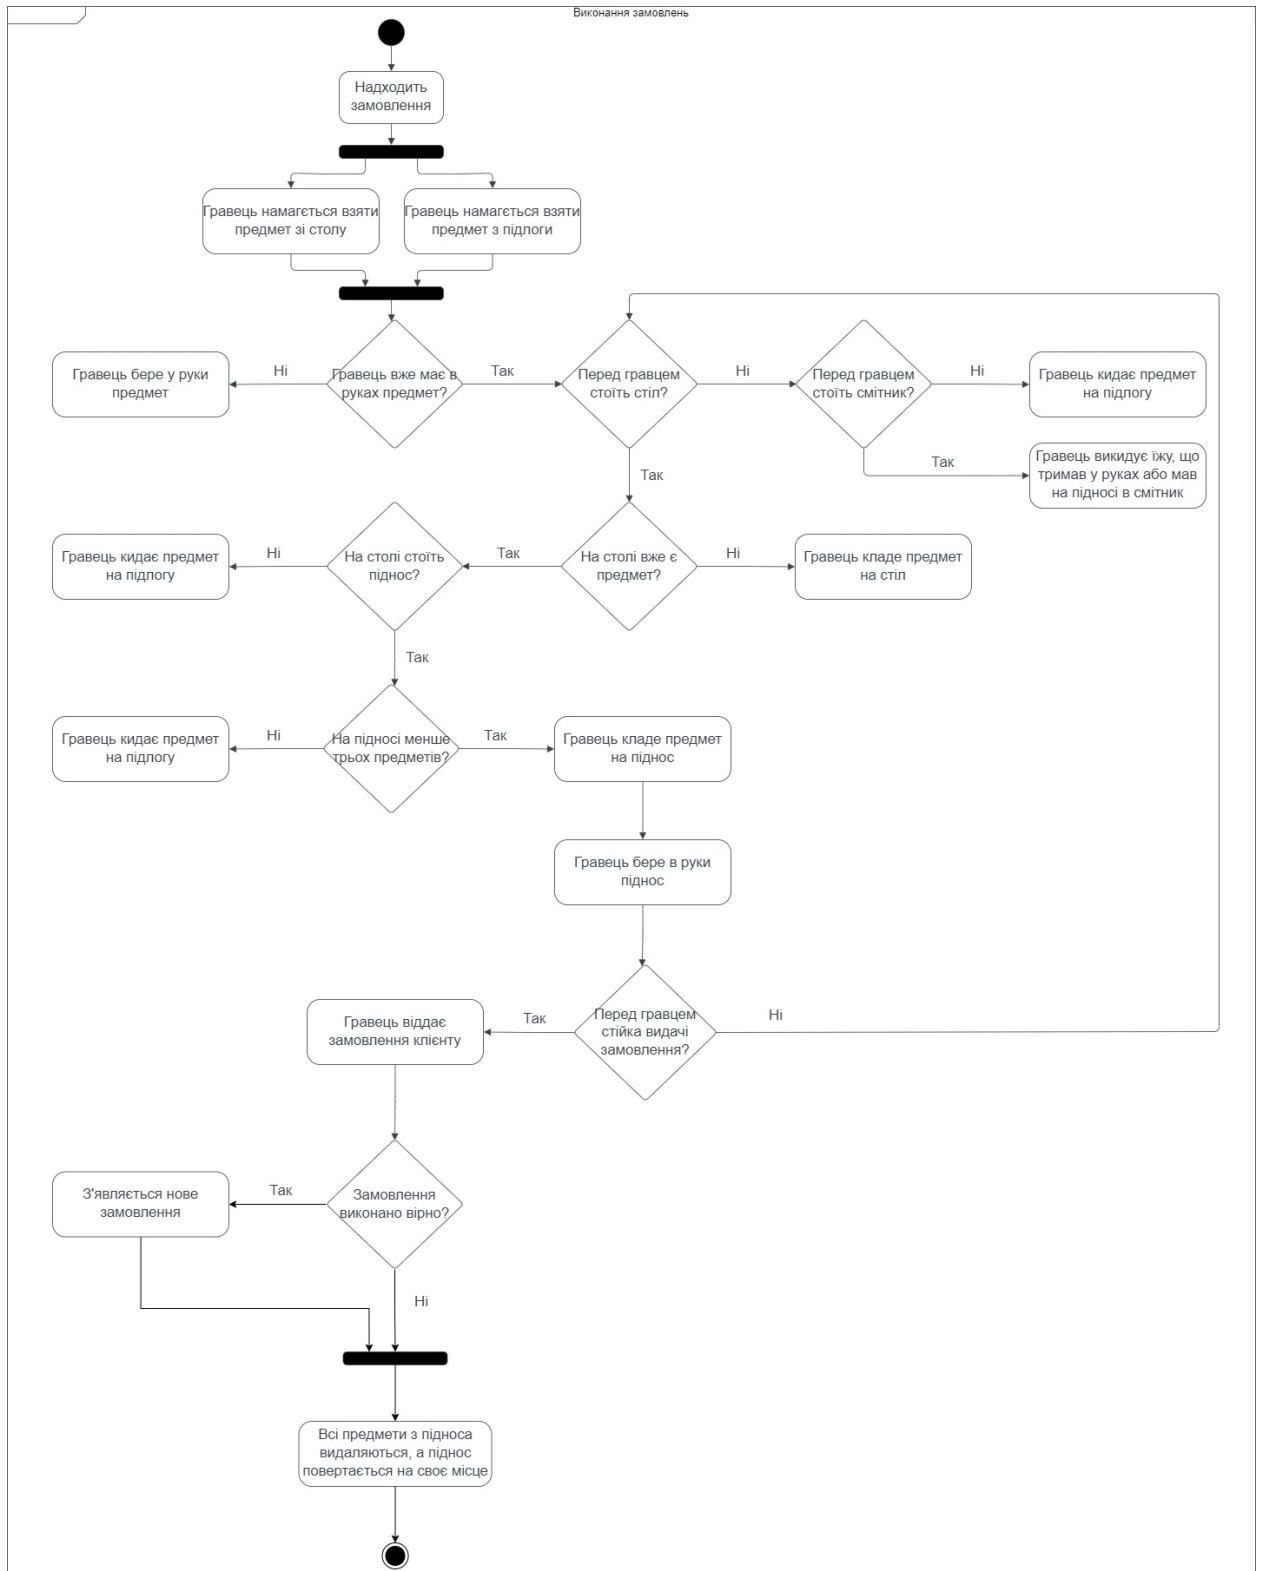 Виконання замовлень
Надходить
замовлення
Гравець намагється взяти
предмет зі столу
Гравець намагється взяти
предмет з підлоги
Гравець бере у руки
предмет
Ні
Гравець вже має в
руках предмет?
Так
Перед гравцем
стоїть стіл?
Ні
Перед гравцем
стоїть смітник?
Ні
Гравець кидає предмет
на підлогу
Так
Гравець викидує їжу, що
тримав у руках або мав
на підносі в смітник
Так
Гравець кидає предмет
на підлогу
Ні
На столі стоїть
піднос?
Так
На столі вже є
предмет?
Ні
Гравець кладе предмет
на стіл
Так
Гравець кидає предмет
на підлогу
Ні
На підносі менше
трьох предметів?
Так
Гравець кладе предмет
на піднос
Гравець бере в руки
піднос
Гравець віддає
замовлення клієнту
Так
Перед гравцем
стійка видачі
замовлення?
Ні
З'являється нове
замовлення
Так
Замовлення
виконано вірно?
Ні
Всі предмети з підноса
видаляються, а піднос
повертається на своє місце